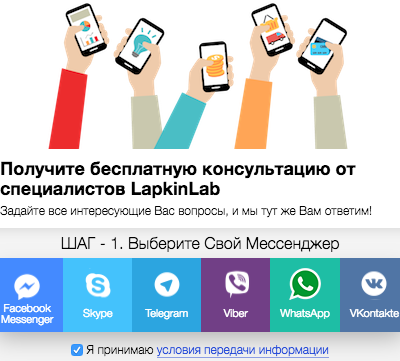 Получите бесплатную консультацию от
специалистов LapkinLab
Задайте все интересующие Вас вопросы, и мы тут же Вам ответим!
ШАГ - 1. Выберите Свой Мессенджер
Facebook
Messenger
Skype
Telegram
Viber
WhatsApp
VKontakte
Я принимаю условия передачи информации